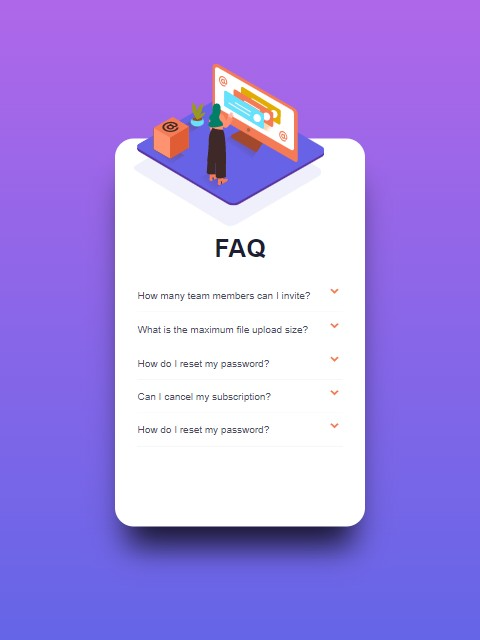 @
@
@
FAQ
How many team members can I invite?
What is the maximum file upload size?
How do I reset my password?
Can I cancel my subscription?
How do I reset my password?